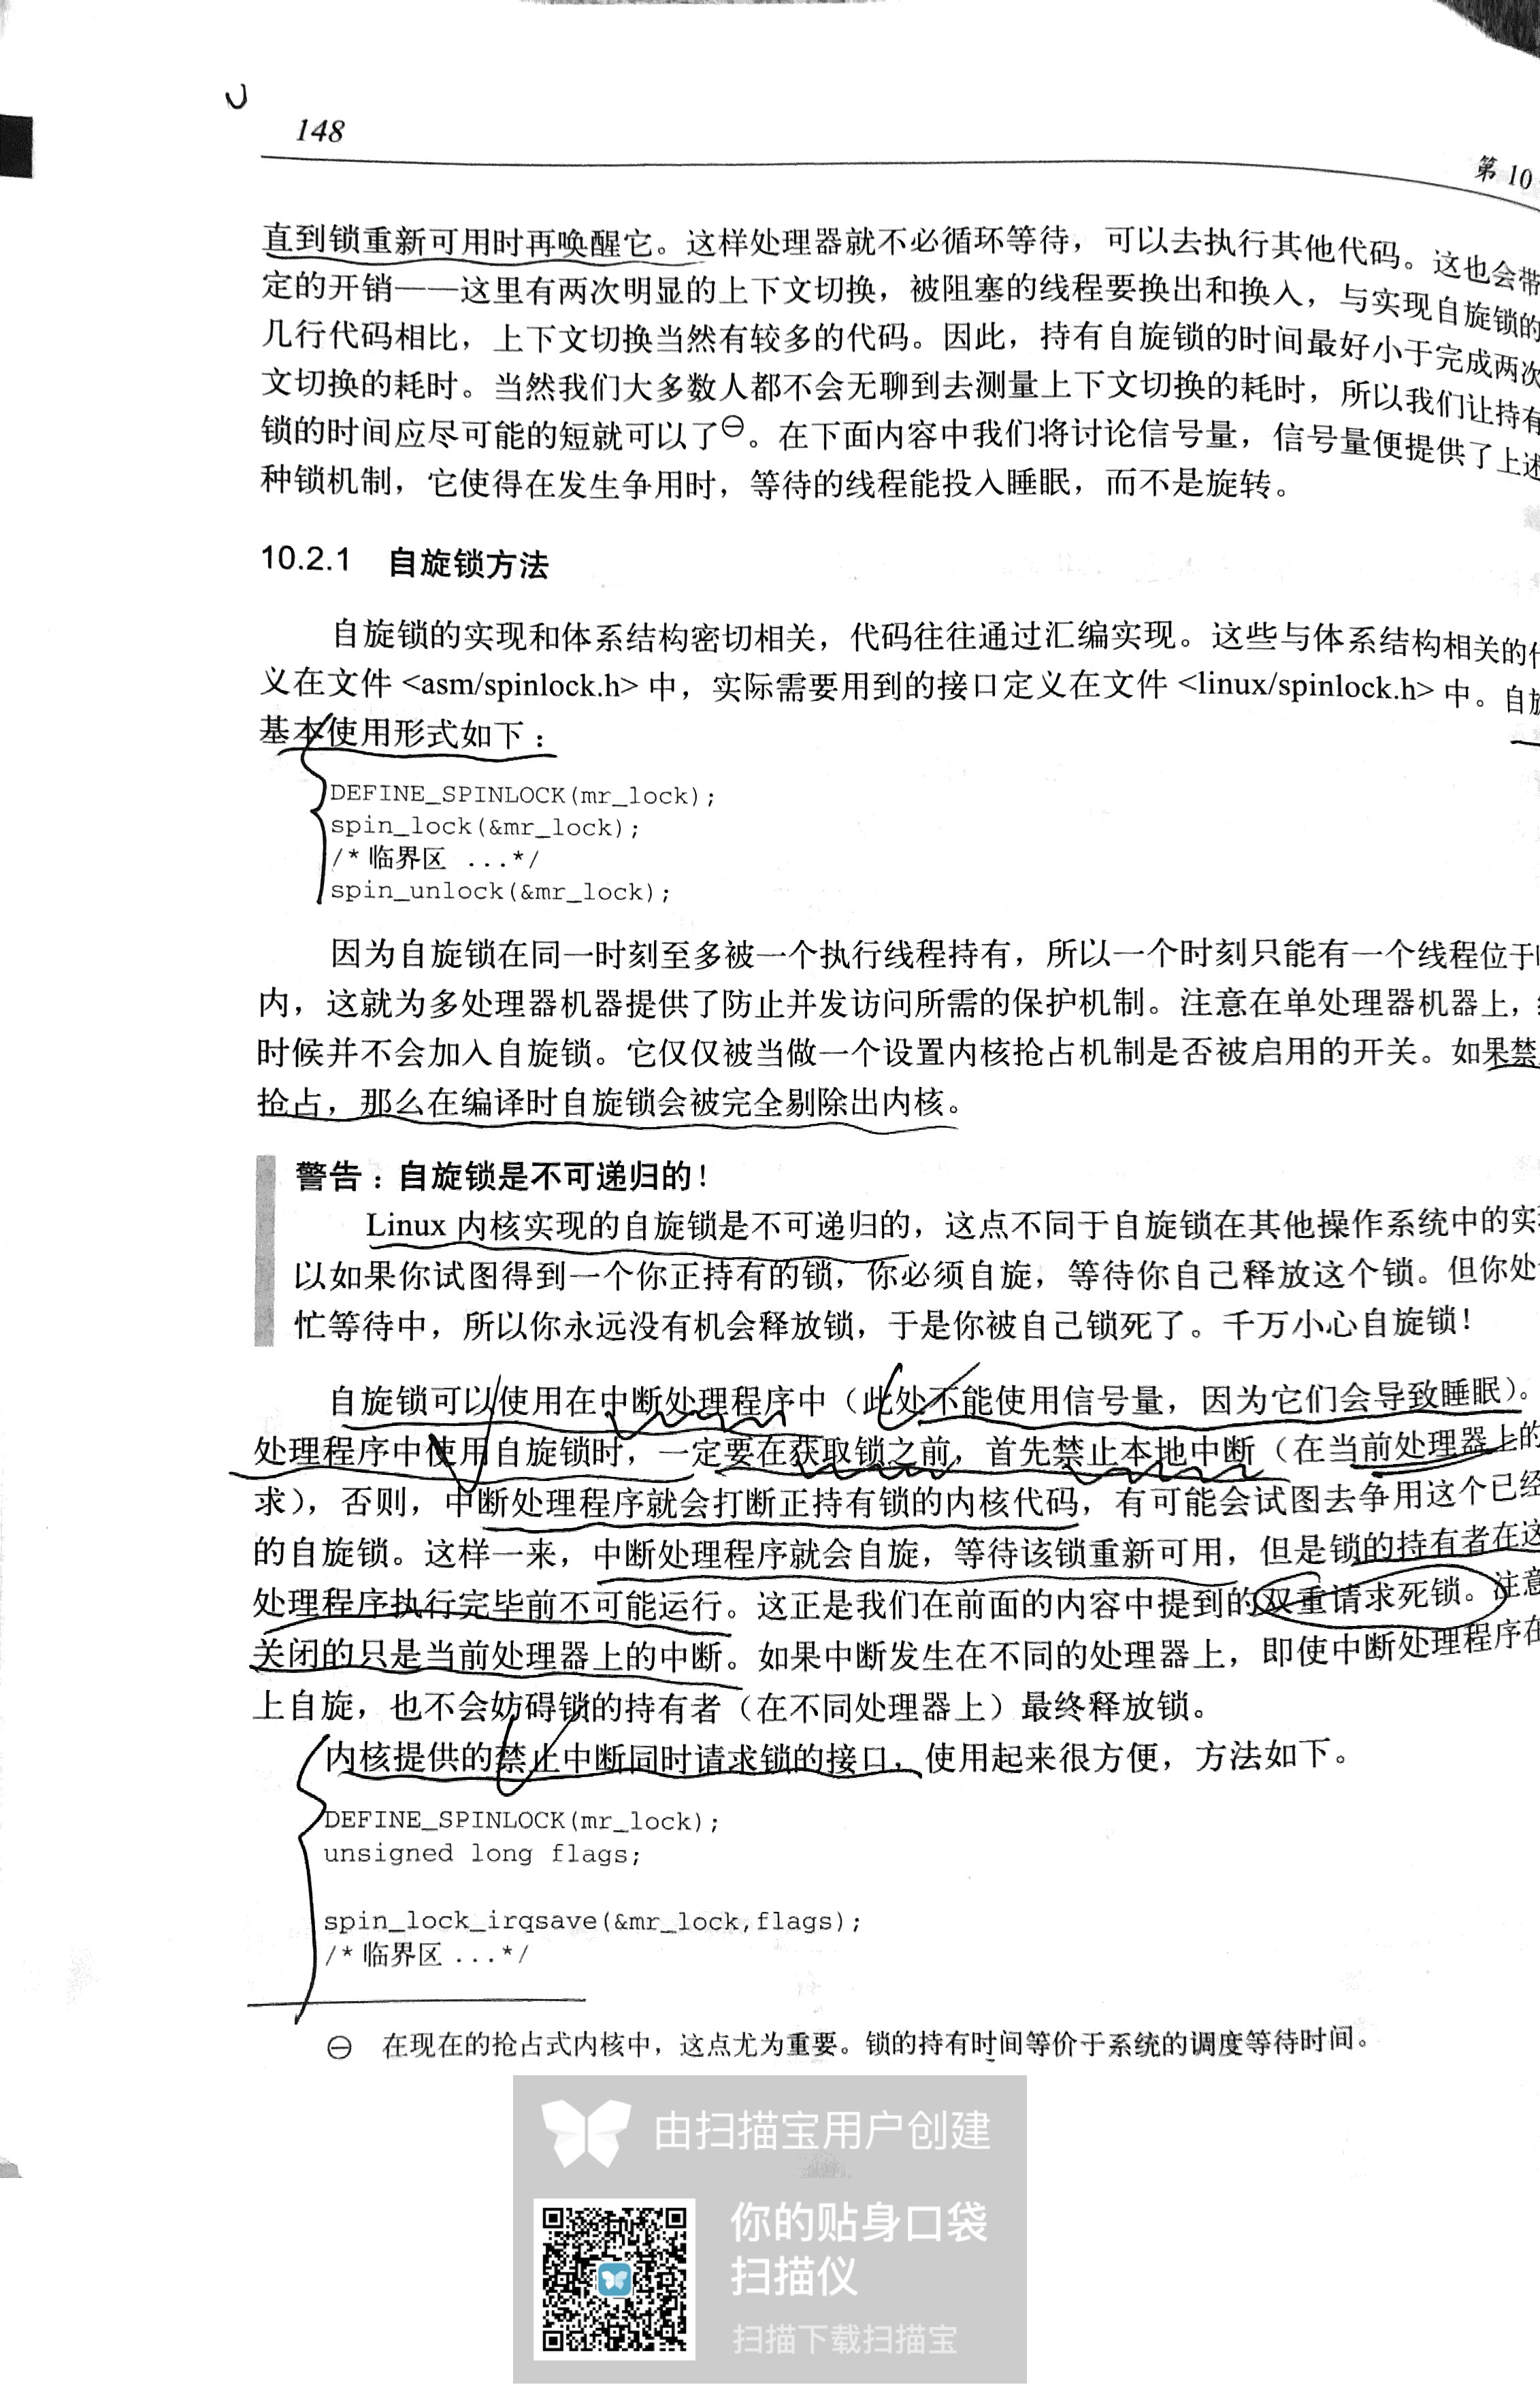 148
第 10
直到锁重新可用时再唤醒它。这样处理器就不必循环等待，可以去执行其他代码。这也会带
定的开销——这里有两次明显的上下文切换，被阻塞的线程要换出和换入，与实现自旋锁的
几行代码相比，上下文切换当然有较多的代码。因此，持有自旋锁的时间最好小于完成两次
文切换的耗时。当然我们大多数人都不会无聊到去测量上下文切换的耗时，所以我们让持有
锁的时间应尽可能的短就可以了㊀。在下面内容中我们将讨论信号量，信号量便提供了上述
种锁机制，它使得在发生争用时，等待的线程能投入睡眠，而不是旋转。
10.2.1 自旋锁方法
自旋锁的实现和体系结构密切相关，代码往往通过汇编实现。这些与体系结构相关的
义在文件 <asm/spinlock.h> 中，实际需要用到的接口定义在文件 <linux/spinlock.h> 中。自旋
基本使用形式如下：
DEFINE_SPINLOCK(mr_lock);
spin_lock(&mr_lock);
/* 临界区 ...*/
spin_unlock(&mr_lock);
因为自旋锁在同一时刻至多被一个执行线程持有，所以一个时刻只能有一个线程位于
内，这就为多处理器机器提供了防止并发访问所需的保护机制。注意在单处理器机器上，
时候并不会加入自旋锁。它仅仅被当做一个设置内核抢占机制是否被启用的开关。如果禁
抢占，那么在编译时自旋锁会被完全剔除出内核。
警告：自旋锁是不可递归的！
Linux 内核实现的自旋锁是不可递归的，这点不同于自旋锁在其他操作系统中的实
以如果你试图得到一个你正持有的锁，你必须自旋，等待你自己释放这个锁。但你处
忙等待中，所以你永远没有机会释放锁，于是你被自己锁死了。千万小心自旋锁！
自旋锁可以使用在中断处理程序中（此处不能使用信号量，因为它们会导致睡眠）。
处理程序中使用自旋锁时，一定要在获取锁之前，首先禁止本地中断（在当前处理器上的
求），否则，中断处理程序就会打断正持有锁的内核代码，有可能会试图去争用这个已经
的自旋锁。这样一来，中断处理程序就会自旋，等待该锁重新可用，但是锁的持有者在这
处理程序执行完毕前不可能运行。这正是我们在前面的内容中提到的双重请求死锁。注意
关闭的只是当前处理器上的中断。如果中断发生在不同的处理器上，即使中断处理程序在
上自旋，也不会妨碍锁的持有者（在不同处理器上）最终释放锁。
内核提供的禁止中断同时请求锁的接口，使用起来很方便，方法如下。
DEFINE_SPINLOCK(mr_lock);
unsigned long flags;
spin_lock_irqsave(&mr_lock,flags);
/* 临界区 ...*/
㊀ 在现在的抢占式内核中，这点尤为重要。锁的持有时间等价于系统的调度等待时间。
由扫描宝用户创建
你的贴身口袋
扫描仪
扫描下载扫描宝